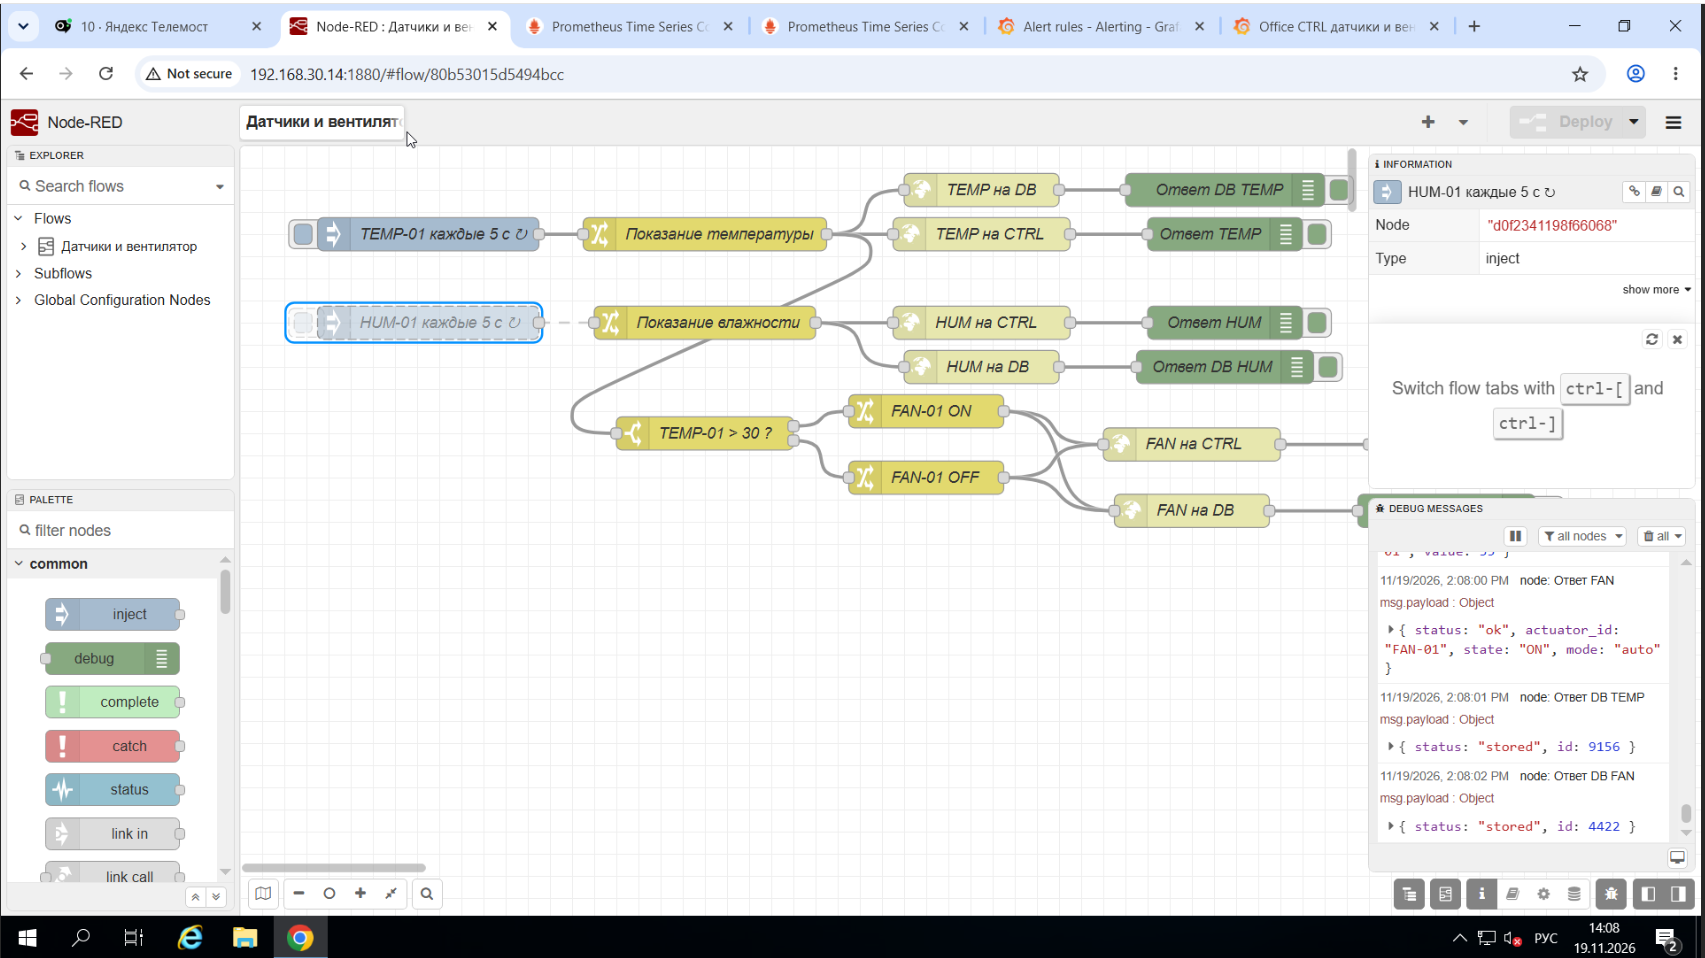 10 - Яндекс Телемост
Node-RED : Датчики и вен
Prometheus Time Series Co
Prometheus Time Series Co
Alert rules - Alerting - Graf
Office CTRL датчики и вен
Not secure
192.168.30.14:1880/#flow/80b53015d5494bcc
Node-RED
Датчики и вентилято
Deploy
EXPLORER
Search flows
Flows
Датчики и вентилятор
Subflows
Global Configuration Nodes
PALETTE
filter nodes
common
inject
debug
complete
catch
status
link in
link call
TEMP-01 каждые 5 с ↻
Показание температуры
TEMP на DB
Ответ DB TEMP
TEMP на CTRL
Ответ TEMP
HUM-01 каждые 5 с ↻
Показание влажности
HUM на CTRL
Ответ HUM
HUM на DB
Ответ DB HUM
TEMP-01 > 30 ?
FAN-01 ON
FAN-01 OFF
FAN на CTRL
FAN на DB
INFORMATION
HUM-01 каждые 5 с ↻
Node
"d0f2341198f66068"
Type
inject
show more
Switch flow tabs with ctrl-[ and
ctrl-]
DEBUG MESSAGES
all nodes
all
11/19/2026, 2:08:00 PM node: Ответ FAN
msg.payload : Object
{ status: "ok", actuator_id:
"FAN-01", state: "ON", mode: "auto"
}
11/19/2026, 2:08:01 PM node: Ответ DB TEMP
msg.payload : Object
{ status: "stored", id: 9156 }
11/19/2026, 2:08:02 PM node: Ответ DB FAN
msg.payload : Object
{ status: "stored", id: 4422 }
РУС
14:08
19.11.2026
2